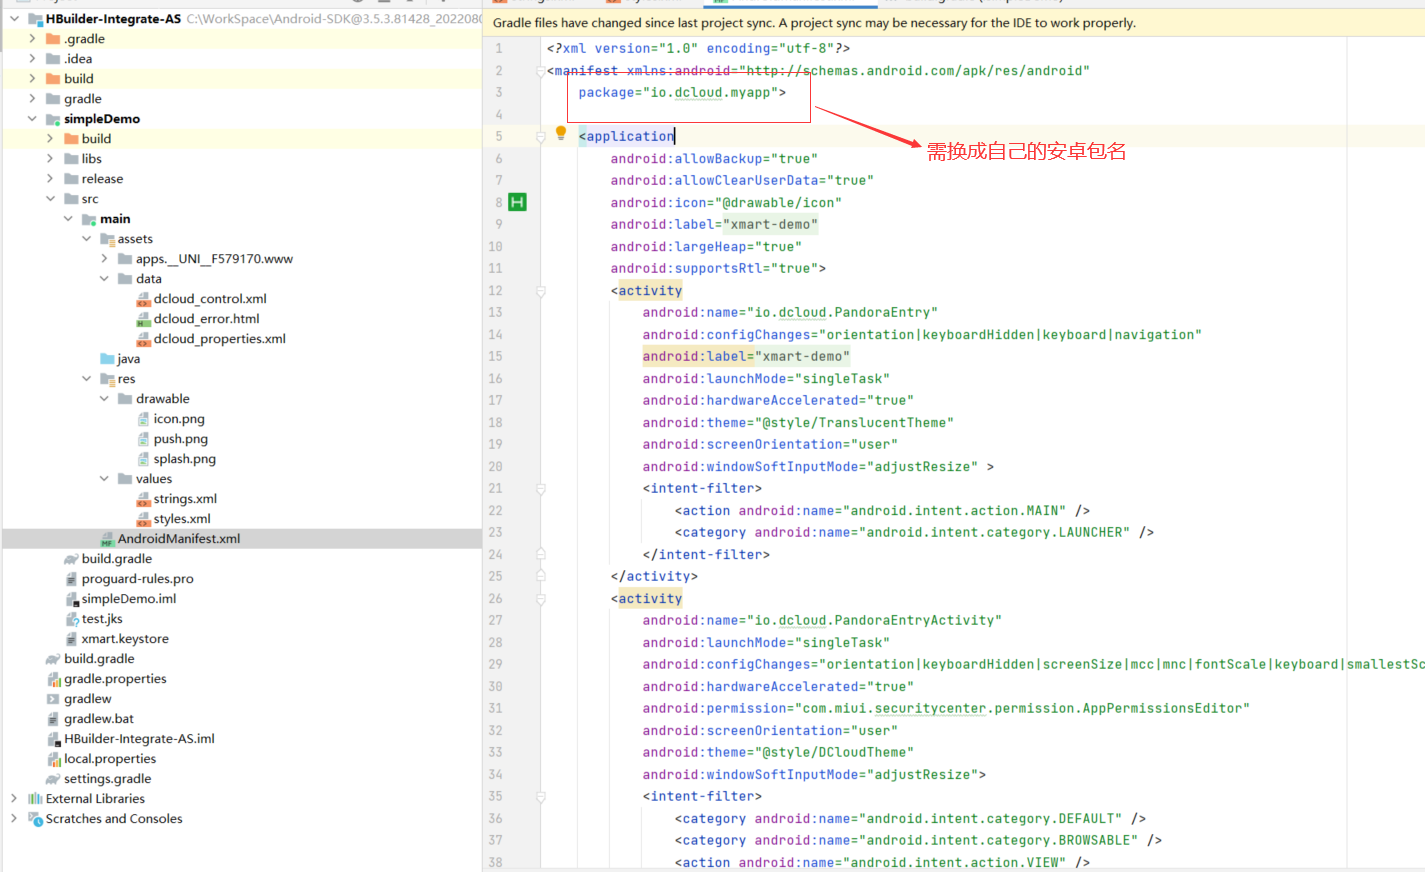 HBuilder-Integrate-AS C:\WorkSpace\Android-SDK@3.5.3.81428_2022080
.gradle
.idea
build
gradle
simpleDemo
build
libs
release
src
main
assets
apps.__UNI__F579170.www
data
dcloud_control.xml
dcloud_error.html
dcloud_properties.xml
java
res
drawable
icon.png
push.png
splash.png
values
strings.xml
styles.xml
AndroidManifest.xml
build.gradle
proguard-rules.pro
simpleDemo.iml
test.jks
xmart.keystore
build.gradle
gradle.properties
gradlew
gradlew.bat
HBuilder-Integrate-AS.iml
local.properties
settings.gradle
External Libraries
Scratches and Consoles
Gradle files have changed since last project sync. A project sync may be necessary for the IDE to work properly.
1 <?xml version="1.0" encoding="utf-8"?>
2 <manifest xmlns:android="http://schemas.android.com/apk/res/android"
3 package="io.dcloud.myapp">
4
5 <application
需换成自己的安卓包名
6 android:allowBackup="true"
7 android:allowClearUserData="true"
8 android:icon="@drawable/icon"
9 android:label="xmart-demo"
10 android:largeHeap="true"
11 android:supportsRtl="true">
12 <activity
13 android:name="io.dcloud.PandoraEntry"
14 android:configChanges="orientation|keyboardHidden|keyboard|navigation"
15 android:label="xmart-demo"
16 android:launchMode="singleTask"
17 android:hardwareAccelerated="true"
18 android:theme="@style/TranslucentTheme"
19 android:screenOrientation="user"
20 android:windowSoftInputMode="adjustResize" >
21 <intent-filter>
22 <action android:name="android.intent.action.MAIN" />
23 <category android:name="android.intent.category.LAUNCHER" />
24 </intent-filter>
25 </activity>
26 <activity
27 android:name="io.dcloud.PandoraEntryActivity"
28 android:launchMode="singleTask"
29 android:configChanges="orientation|keyboardHidden|screenSize|mcc|mnc|fontScale|keyboard|smallestSc
30 android:hardwareAccelerated="true"
31 android:permission="com.miui.securitycenter.permission.AppPermissionsEditor"
32 android:screenOrientation="user"
33 android:theme="@style/DCloudTheme"
34 android:windowSoftInputMode="adjustResize">
35 <intent-filter>
36 <category android:name="android.intent.category.DEFAULT" />
37 <category android:name="android.intent.category.BROWSABLE" />
38 <action android:name="android.intent.action.VIEW" />